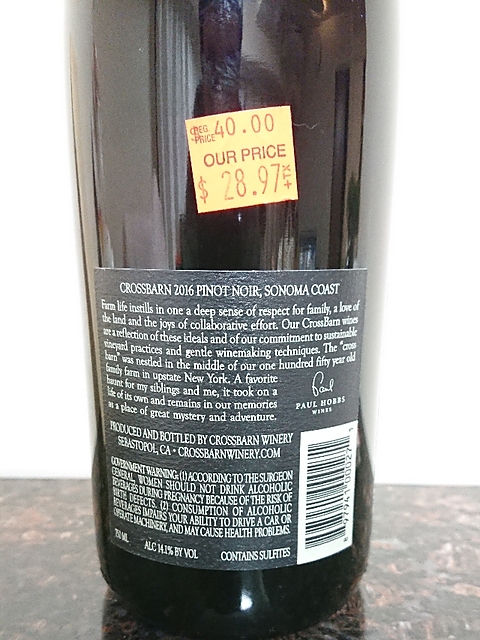 REG. PRICE 40.00
OUR PRICE
$ 28.97 +TX
CROSSBARN 2016 PINOT NOIR, SONOMA COAST
Farm life instills in one a deep sense of respect for family, a love of
the land and the joys of collaborative effort. Our CrossBarn wines
are a reflection of these ideals and of our commitment to sustainable
vineyard practices and gentle winemaking techniques. The "cross
barn" was nestled in the middle of our one hundred fifty year old
family farm in upstate New York. A favorite
haunt for my siblings and me, it took on a
life of its own and remains in our memories
as a place of great mystery and adventure.
Paul
PAUL HOBBS
WINES
PRODUCED AND BOTTLED BY CROSSBARN WINERY
SEBASTOPOL, CA • CROSSBARNWINERY.COM
GOVERNMENT WARNING: (1) ACCORDING TO THE SURGEON
GENERAL, WOMEN SHOULD NOT DRINK ALCOHOLIC
BEVERAGES DURING PREGNANCY BECAUSE OF THE RISK OF
BIRTH DEFECTS. (2) CONSUMPTION OF ALCOHOLIC
BEVERAGES IMPAIRS YOUR ABILITY TO DRIVE A CAR OR
OPERATE MACHINERY, AND MAY CAUSE HEALTH PROBLEMS.
750 ML ALC 14.1% BY VOL CONTAINS SULFITES